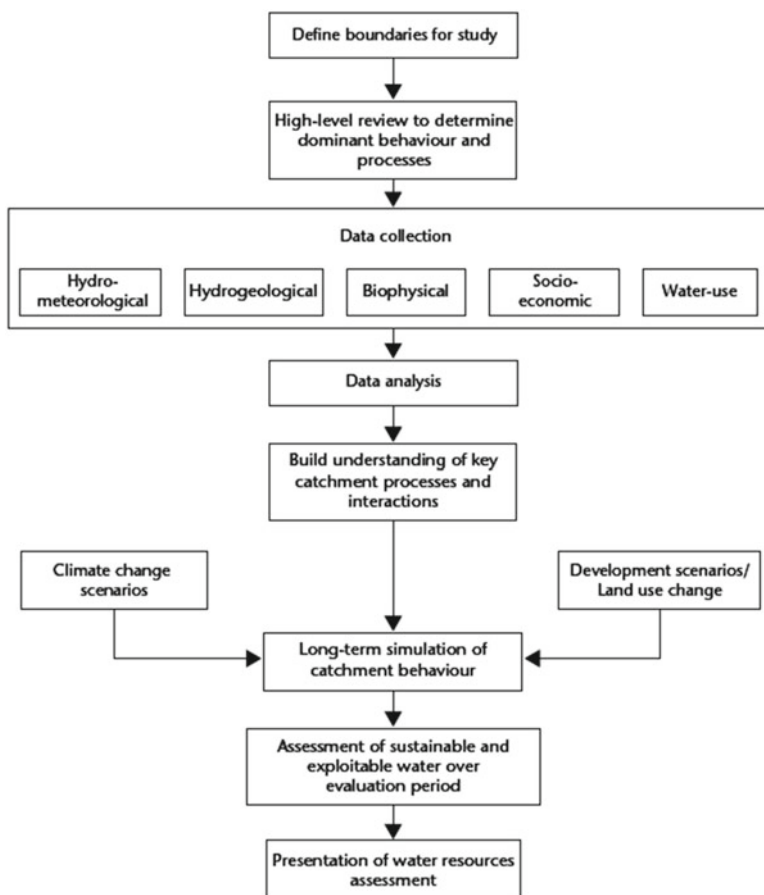 Define boundaries for study
High-level review to determine
dominant behaviour and
processes
Data collection
Hydro-
meteorological
Hydrogeological
Biophysical
Socio-
economic
Water-use
Data analysis
Build understanding of key
catchment processes and
interactions
Climate change
scenarios
Development scenarios/
Land use change
Long-term simulation of
catchment behaviour
Assessment of sustainable and
exploitable water over
evaluation period
Presentation of water resources
assessment